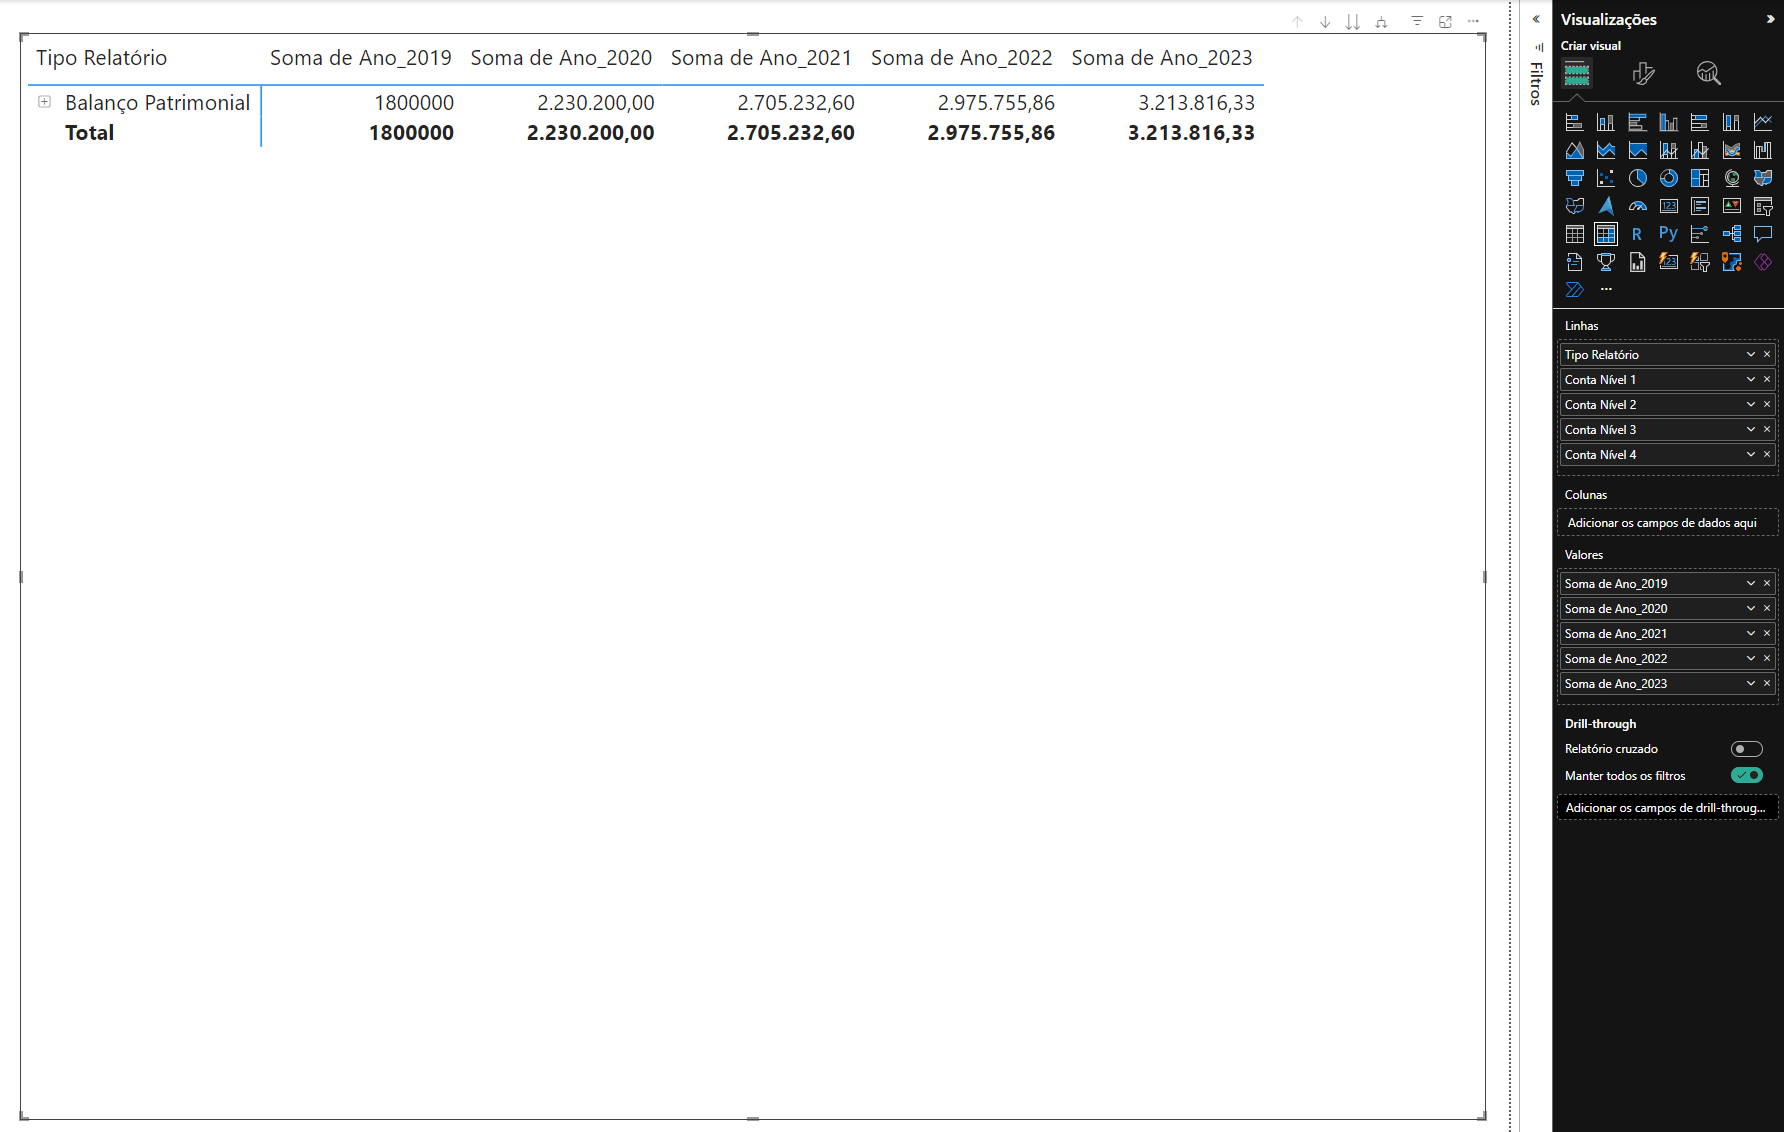 Tipo Relatório Soma de Ano_2019 Soma de Ano_2020 Soma de Ano_2021 Soma de Ano_2022 Soma de Ano_2023
Balanço Patrimonial 1800000 2.230.200,00 2.705.232,60 2.975.755,86 3.213.816,33
Total 1800000 2.230.200,00 2.705.232,60 2.975.755,86 3.213.816,33
Filtros
Visualizações
Criar visual
123
R
Py
123
Linhas
Tipo Relatório
Conta Nível 1
Conta Nível 2
Conta Nível 3
Conta Nível 4
Colunas
Adicionar os campos de dados aqui
Valores
Soma de Ano_2019
Soma de Ano_2020
Soma de Ano_2021
Soma de Ano_2022
Soma de Ano_2023
Drill-through
Relatório cruzado
Manter todos os filtros
Adicionar os campos de drill-throug...